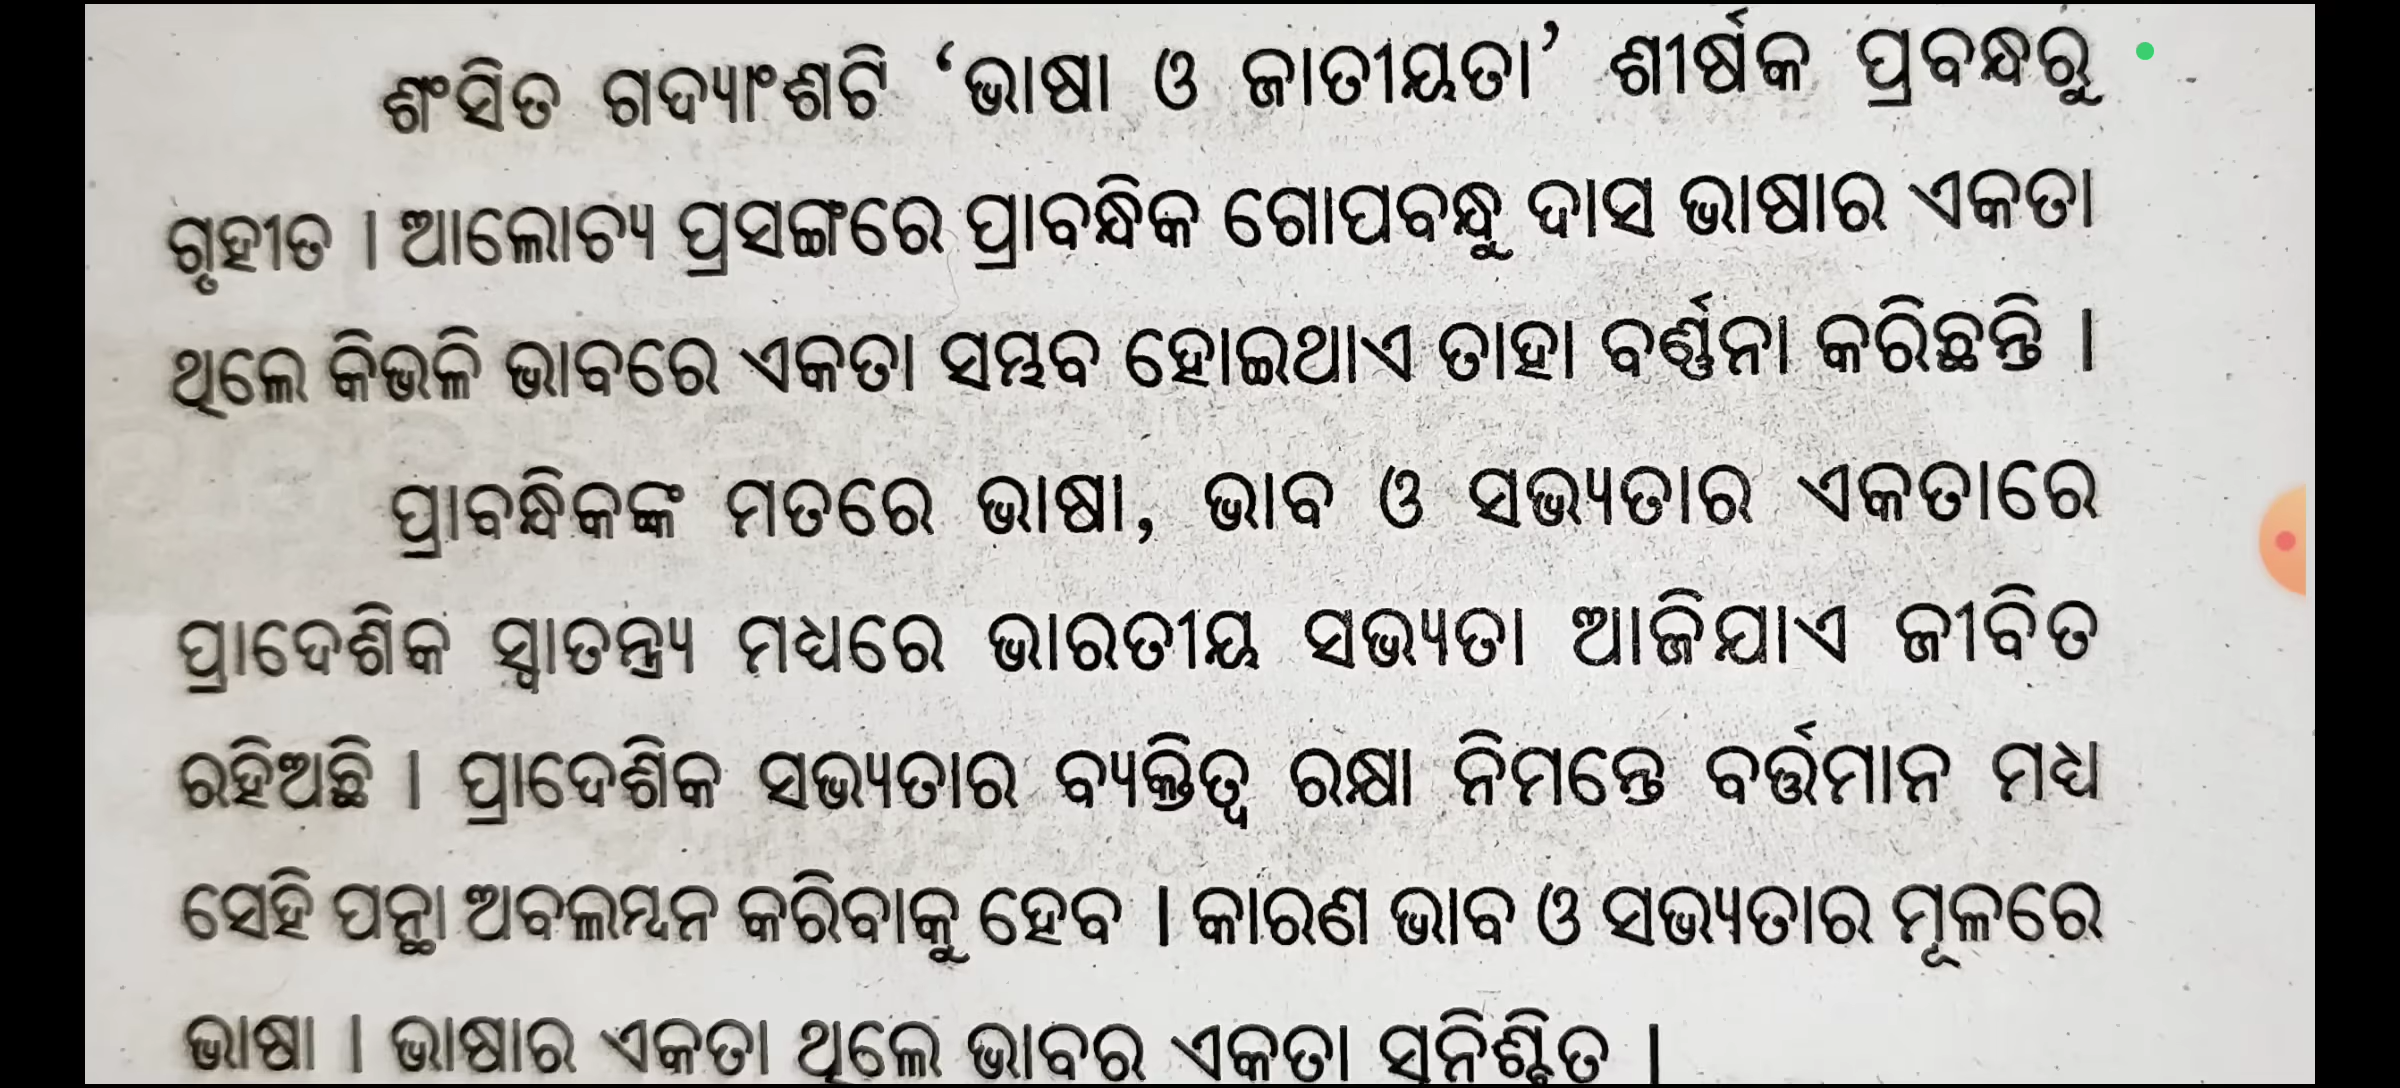 ଶଂସିତ ଗଦ୍ୟାଂଶଟି ‘ଭାଷା ଓ ଜାତୀୟତା’ ଶୀର୍ଷକ ପ୍ରବନ୍ଧରୁ
ଗୃହୀତ । ଆଲୋଚ୍ୟ ପ୍ରସଙ୍ଗରେ ପ୍ରାବନ୍ଧିକ ଗୋପବନ୍ଧୁ ଦାସ ଭାଷାର ଏକତା
ଥିଲେ କିଭଳି ଭାବରେ ଏକତା ସମ୍ଭବ ହୋଇଥାଏ ତାହା ବର୍ଣ୍ଣନା କରିଛନ୍ତି ।
ପ୍ରାବନ୍ଧିକଙ୍କ ମତରେ ଭାଷା, ଭାବ ଓ ସଭ୍ୟତାର ଏକତାରେ
ପ୍ରାଦେଶିକ ସ୍ୱାତନ୍ତ୍ର୍ୟ ମଧ୍ୟରେ ଭାରତୀୟ ସଭ୍ୟତା ଆଜିଯାଏ ଜୀବିତ
ରହିଅଛି । ପ୍ରାଦେଶିକ ସଭ୍ୟତାର ବ୍ୟକ୍ତିତ୍ୱ ରକ୍ଷା ନିମନ୍ତେ ବର୍ତ୍ତମାନ ମଧ୍ୟ
ସେହି ପନ୍ଥା ଅବଲମ୍ବନ କରିବାକୁ ହେବ । କାରଣ ଭାବ ଓ ସଭ୍ୟତାର ମୂଳରେ
ଭାଷା । ଭାଷାର ଏକତା ଥିଲେ ଭାବର ଏକତା ସୁନିଶ୍ଚିତ ।